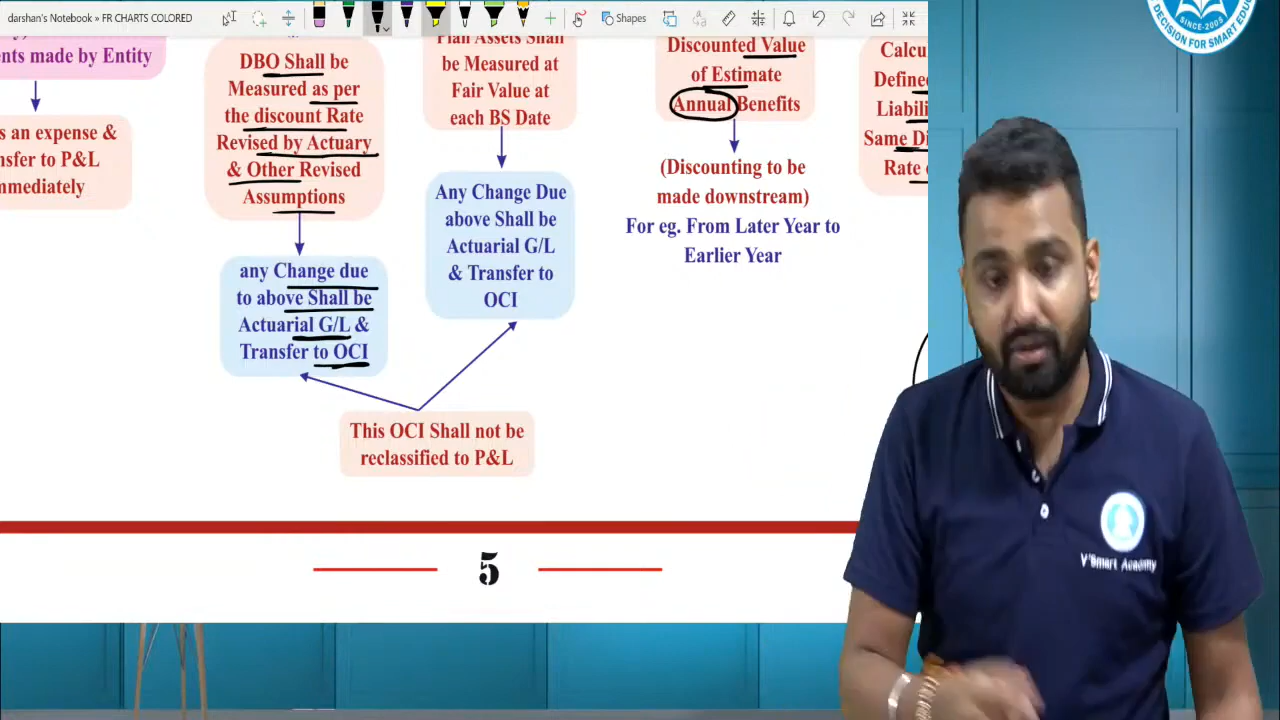 darshan's Notebook » FR CHARTS COLORED
Shapes
DECISION FOR SMART EDU
SINCE-2005
ents made by Entity
s an expense &
nsfer to P&L
mmediately
DBO Shall be
Measured as per
the discount Rate
Revised by Actuary
& Other Revised
Assumptions
any Change due
to above Shall be
Actuarial G/L &
Transfer to OCI
Plan Assets Shall
be Measured at
Fair Value at
each BS Date
Any Change Due
above Shall be
Actuarial G/L
& Transfer to
OCI
This OCI Shall not be
reclassified to P&L
Discounted Value
of Estimate
Annual Benefits
(Discounting to be
made downstream)
For eg. From Later Year to
Earlier Year
Calcu
Define
Liabili
Same Di
Rate
5
V'Smart Academy